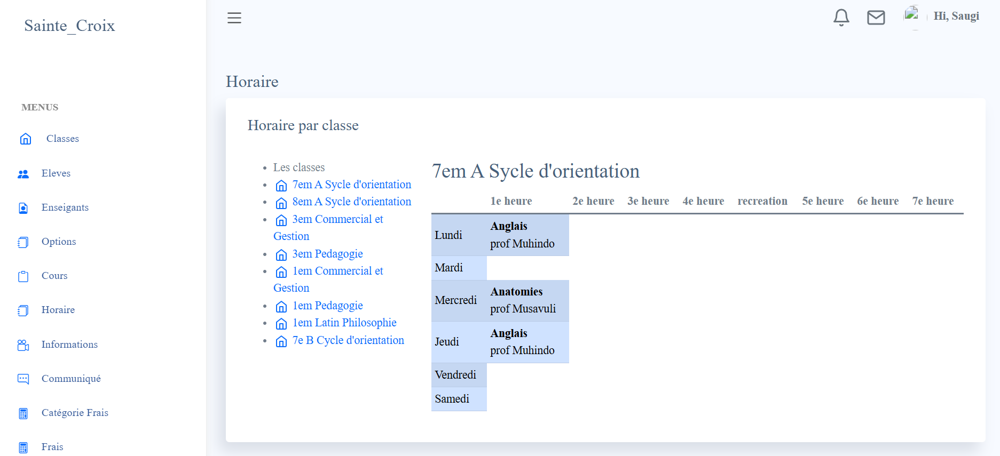 Sainte_Croix
Hi, Saugi
MENUS
Classes
Eleves
Enseigants
Options
Cours
Horaire
Informations
Communiqué
Catégorie Frais
Frais
Horaire
Horaire par classe
Les classes
7em A Sycle d'orientation
8em A Sycle d'orientation
3em Commercial et
Gestion
3em Pedagogie
1em Commercial et
Gestion
1em Pedagogie
1em Latin Philosophie
7e B Cycle d'orientation
7em A Sycle d'orientation
1e heure 2e heure 3e heure 4e heure recreation 5e heure 6e heure 7e heure
Lundi
Anglais
prof Muhindo
Mardi
Mercredi
Anatomies
prof Musavuli
Jeudi
Anglais
prof Muhindo
Vendredi
Samedi